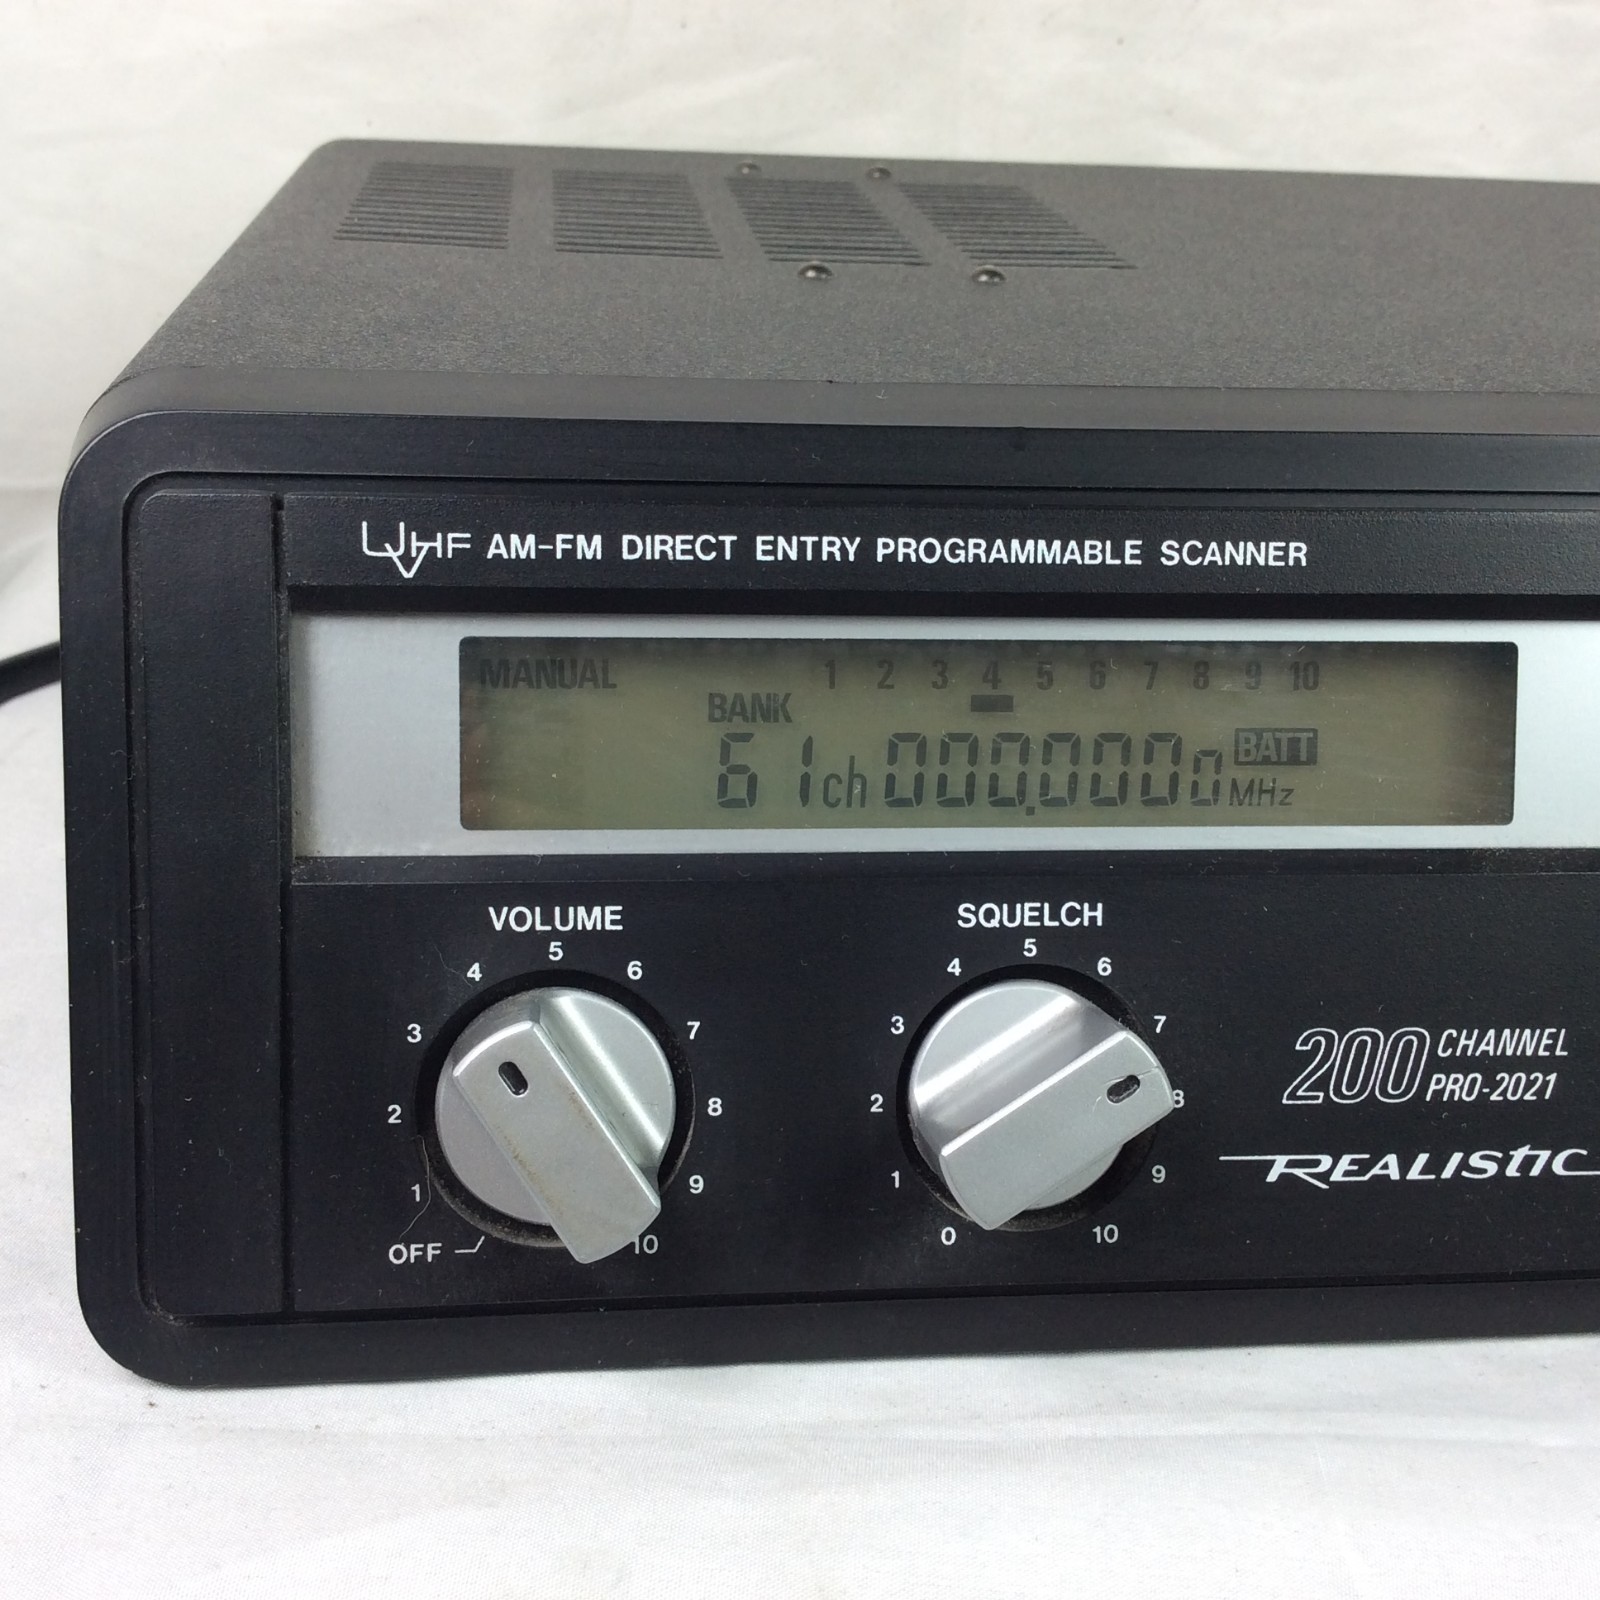 UVHF AM-FM DIRECT ENTRY PROGRAMMABLE SCANNER
MANUAL 1 2 3 4 5 6 7 8 9 10
BANK
61ch 000.0000 MHz BATT
VOLUME
OFF 1 2 3 4 5 6 7 8 9 10
SQUELCH
0 1 2 3 4 5 6 7 8 9 10
200 CHANNEL
PRO-2021
REALISTIC